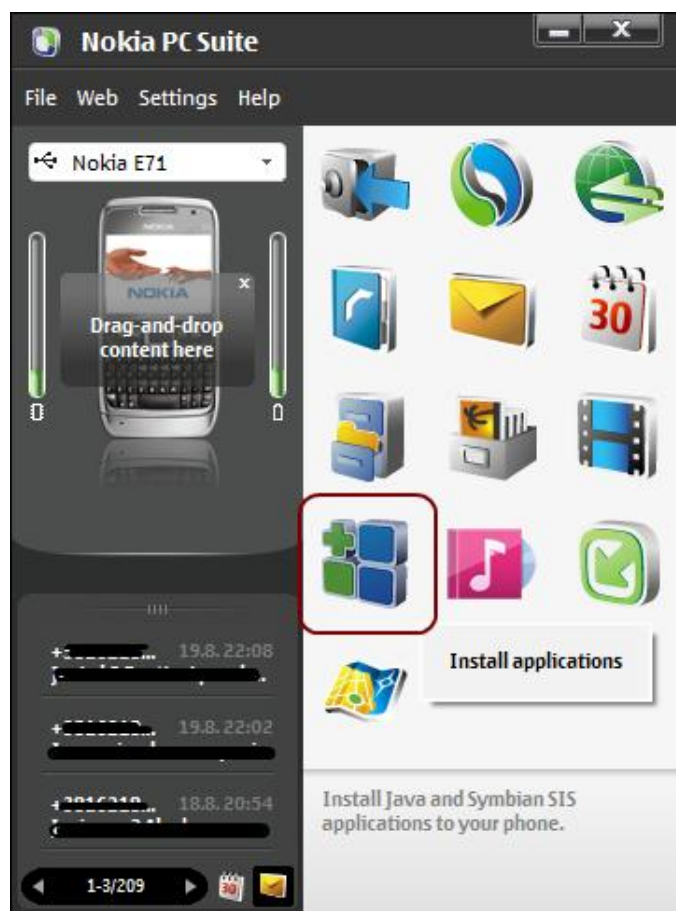 Nokia PC Suite
File Web Settings Help
Nokia E71
NOKIA
NOKIA
Drag-and-drop
content here
30
19.8. 22:08
19.8. 22:02
18.8. 20:54
1-3/209
30
Install applications
Install Java and Symbian SIS
applications to your phone.